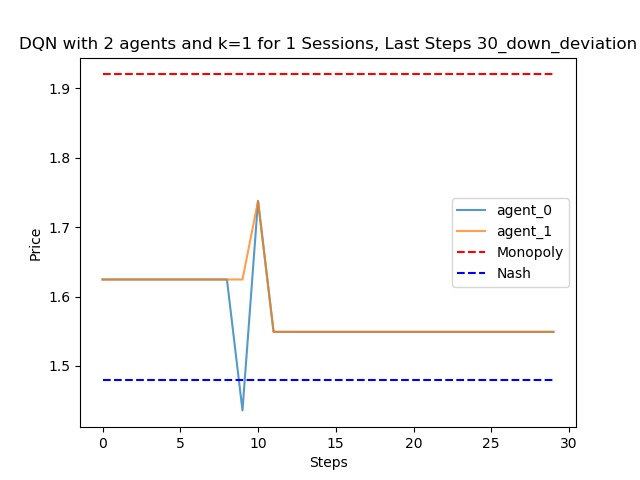 DQN with 2 agents and k=1 for 1 Sessions, Last Steps 30_down_deviation
1.9
1.8
1.7
1.6
1.5
Price
agent_0
agent_1
Monopoly
Nash
0 5 10 15 20 25 30
Steps